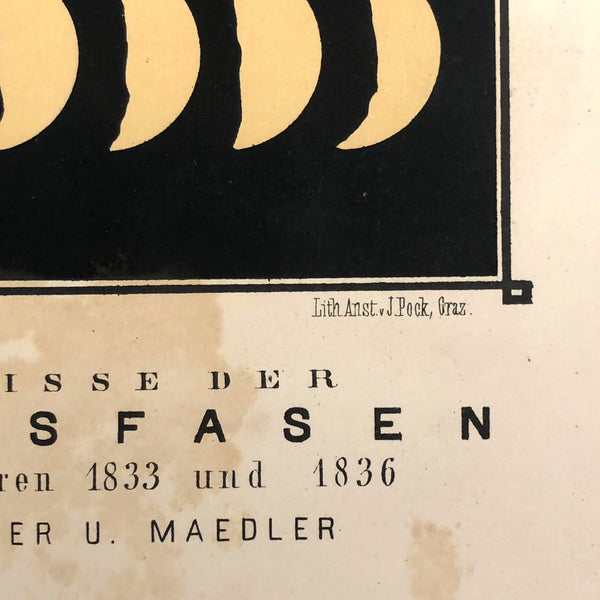 Lith. Anst. v. J. Pock, Graz.
ISSE DER
SFASEN
ren 1833 und 1836
ER U. MAEDLER